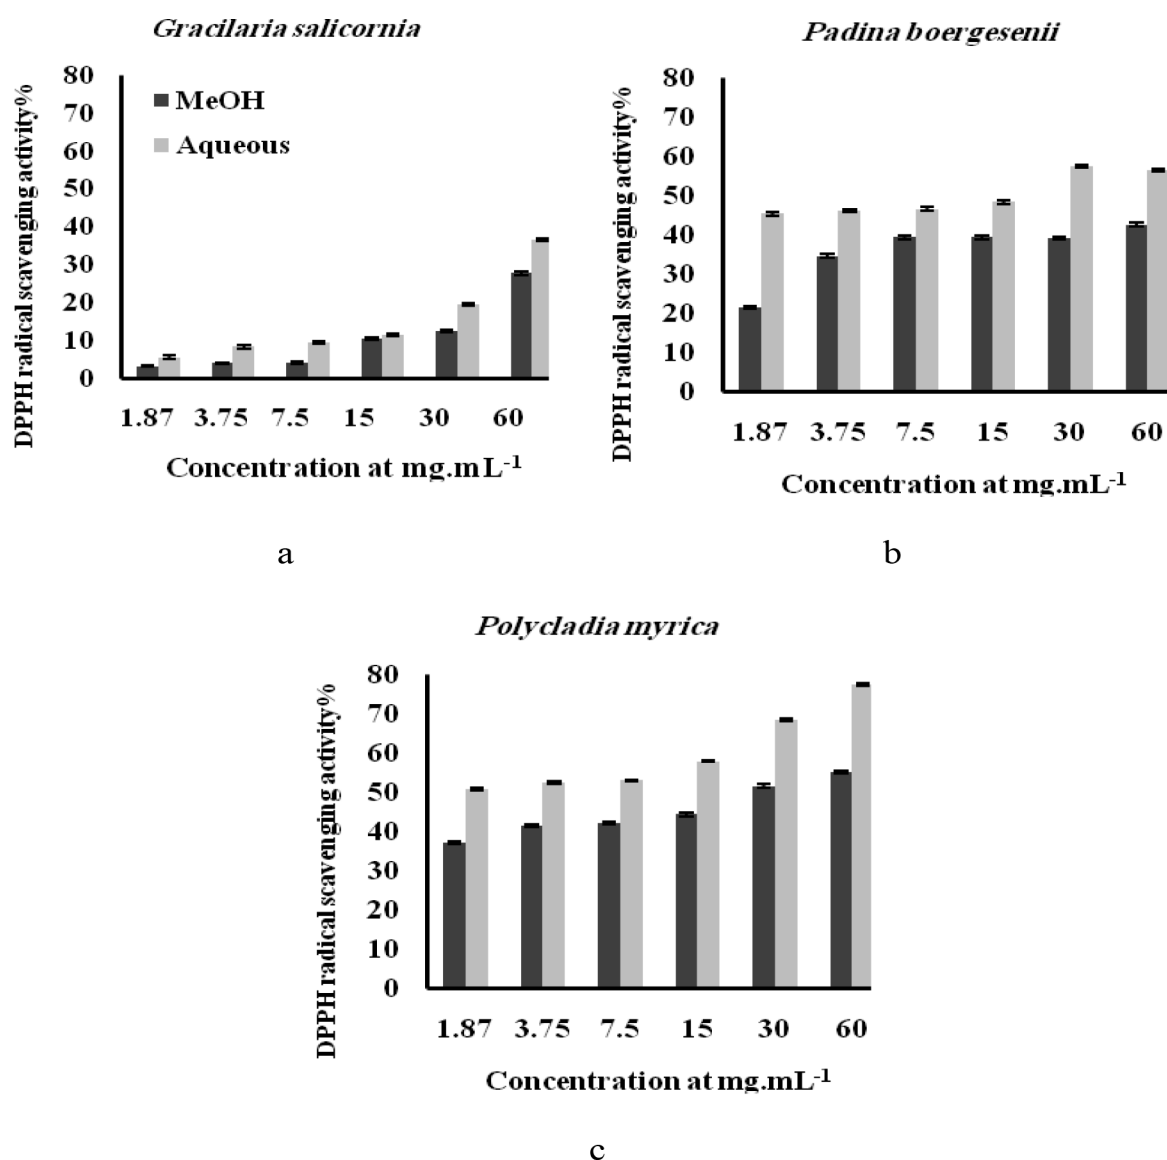 Gracilaria salicornia
DPPH radical scavenging activity%
80
70
60
50
40
30
20
10
0
MeOH
Aqueous
1.87 3.75 7.5 15 30 60
Concentration at mg.mL-1
a
Padina boergesenii
DPPH radical scavenging activity%
80
70
60
50
40
30
20
10
0
1.87 3.75 7.5 15 30 60
Concentration at mg.mL-1
b
Polycladia myrica
DPPH radical scavenging activity%
80
70
60
50
40
30
20
10
0
1.87 3.75 7.5 15 30 60
Concentration at mg.mL-1
c